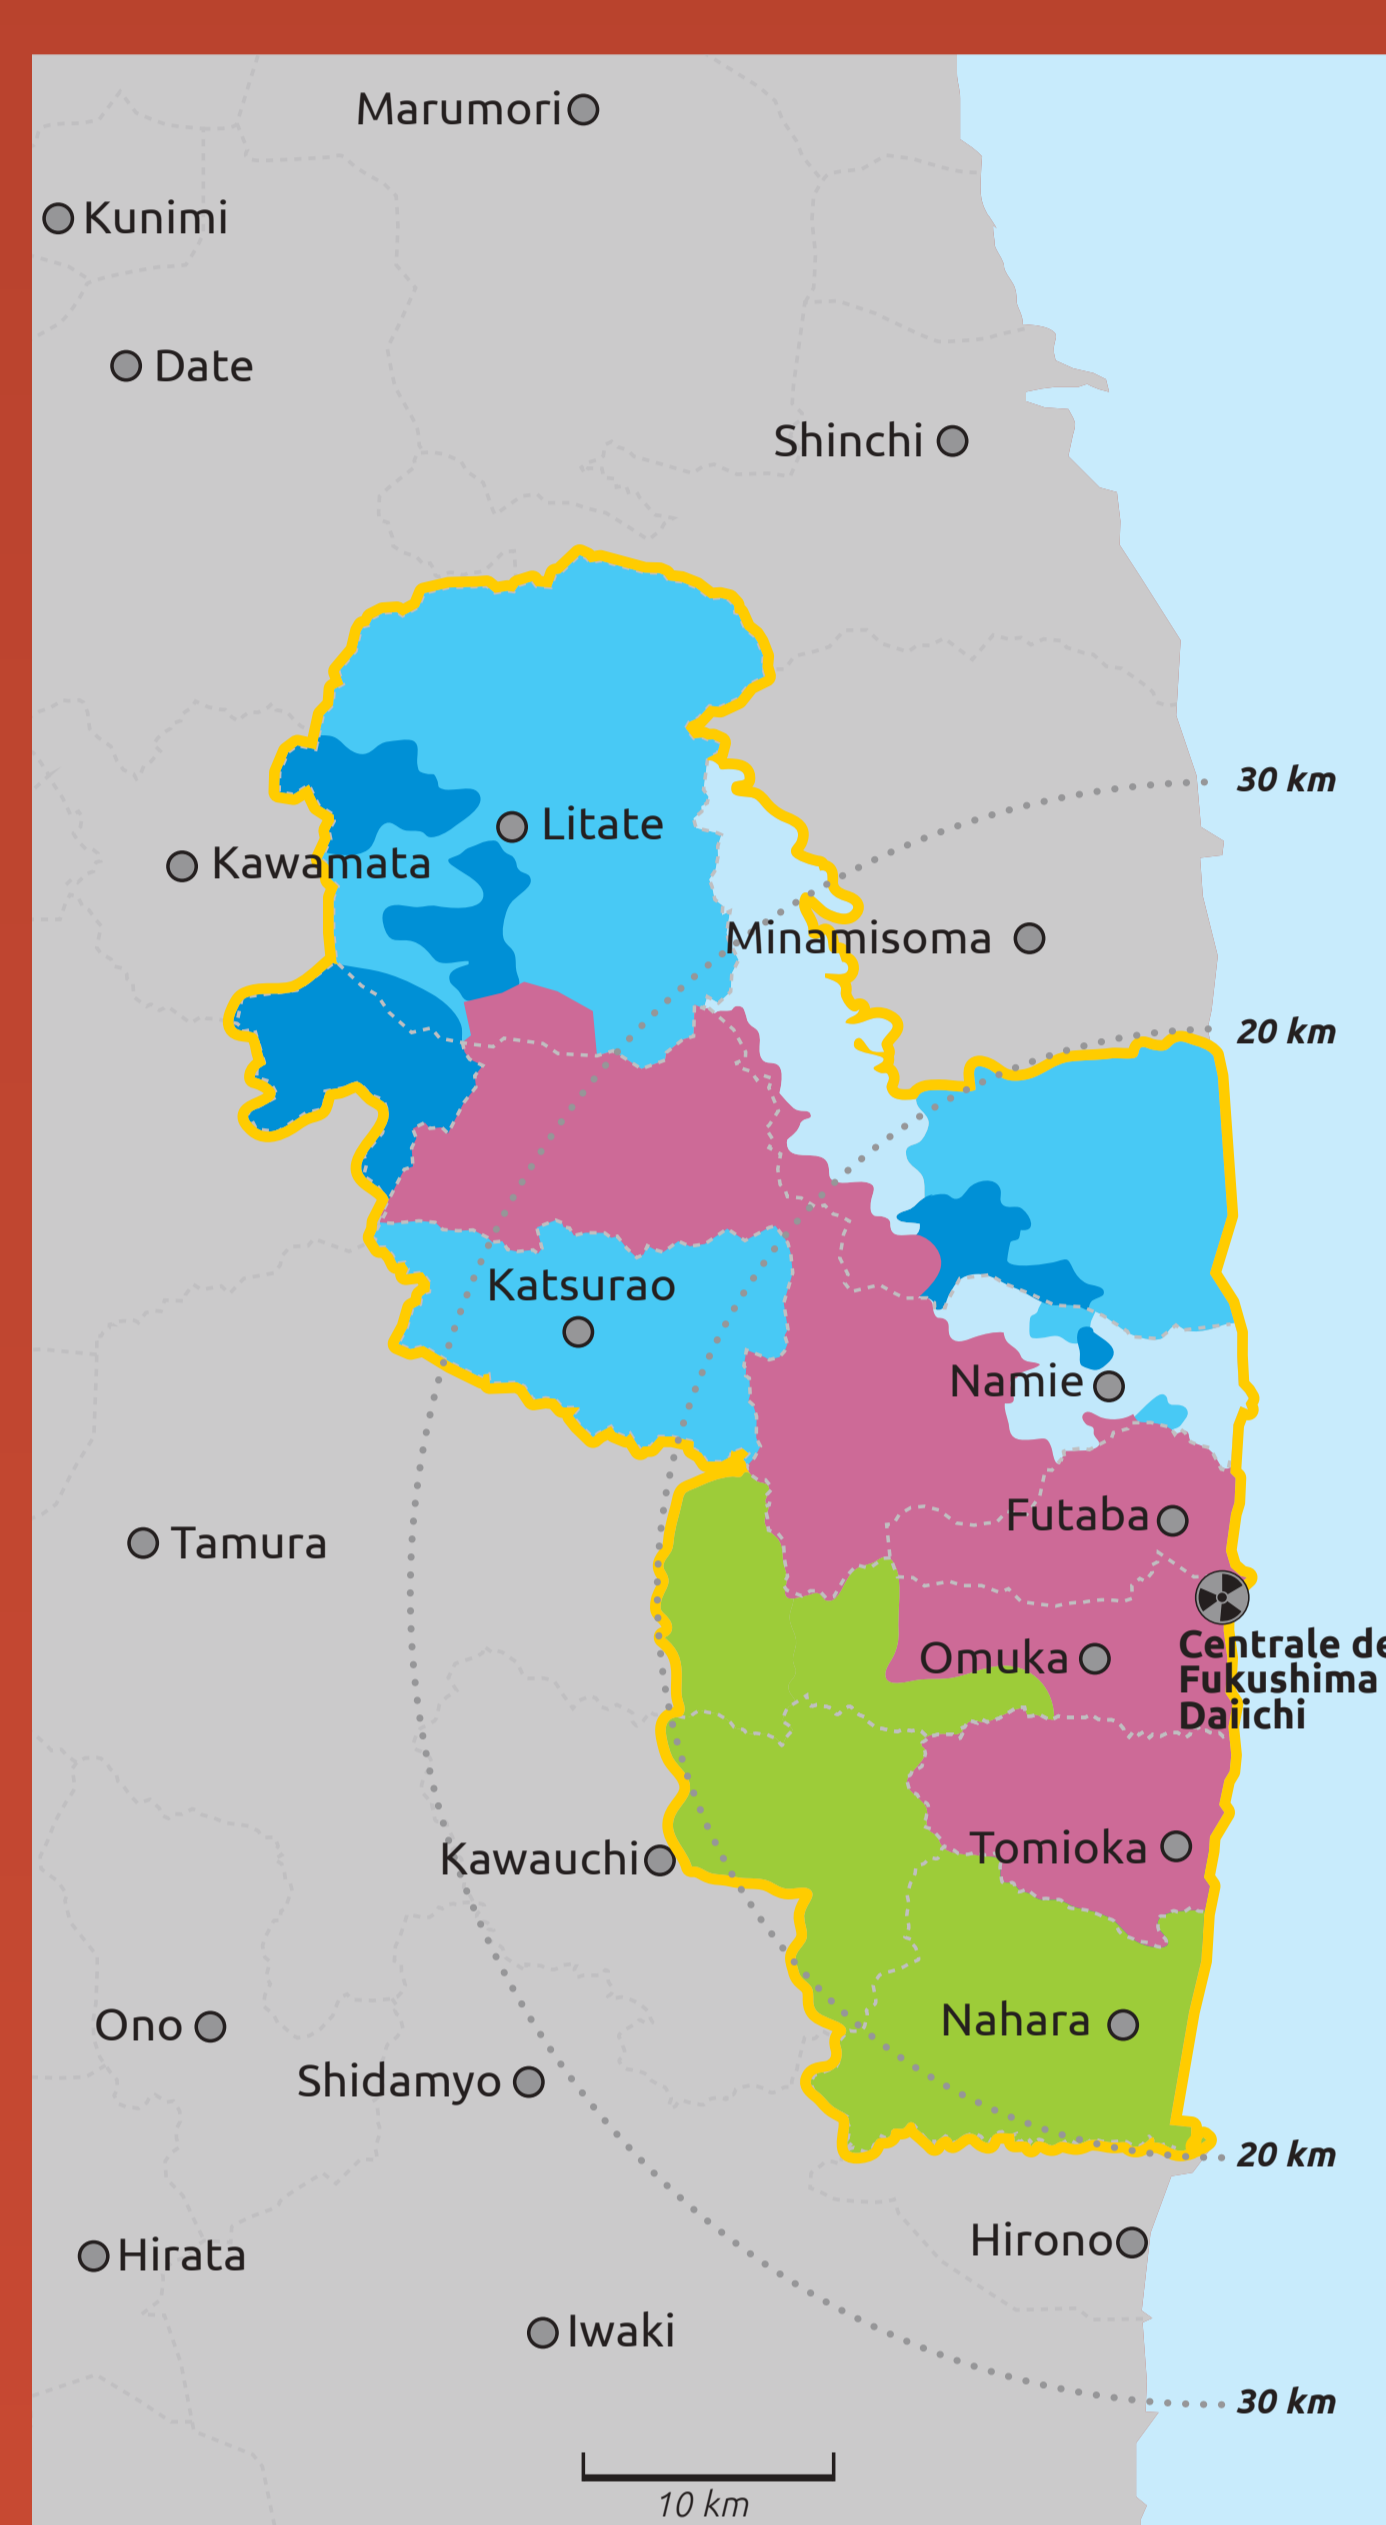 Marumori
Kunimi
Date
Shinchi
30 km
Litate
Kawamata
Minamisoma
20 km
Katsurao
Namie
Futaba
Tamura
Omuka
Centrale de
Fukushima
Daiichi
Tomioka
Kawauchi
Nahara
Ono
Shidamyo
20 km
Hirono
Hirata
Iwaki
30 km
10 km